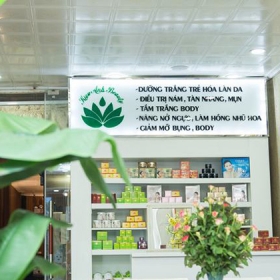 - DƯỠNG TRẮNG TRẺ HÓA LÀN DA
- ĐIỀU TRỊ NÁM, TÀN NHANG, MỤN
- TẮM TRẮNG BODY
- NÂNG NỞ NGỰC, LÀM HỒNG NHŨ HOA
- GIẢM MỠ BỤNG, BODY